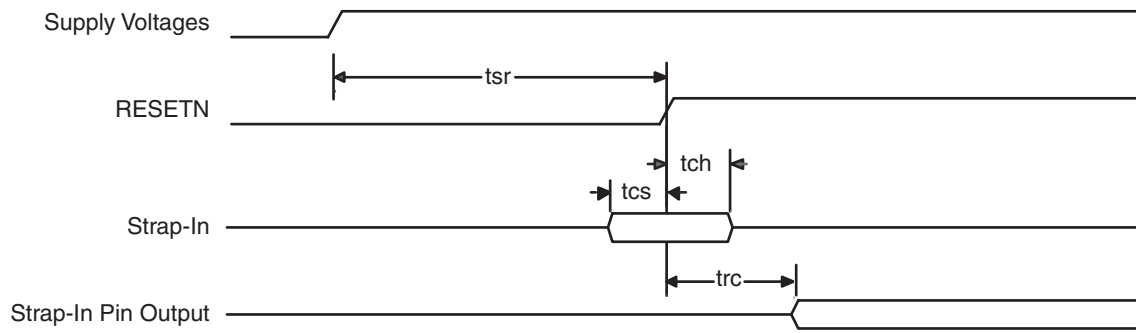 Supply Voltages
tsr
RESETN
tch
tcs
Strap-In
trc
Strap-In Pin Output